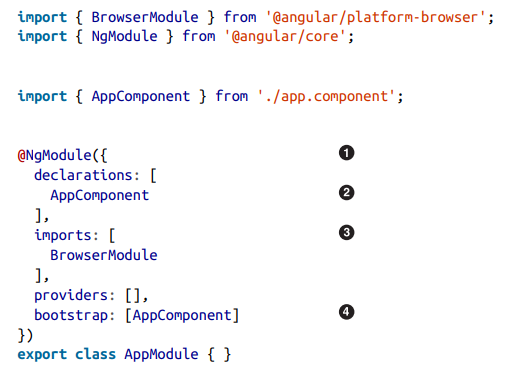 import { BrowserModule } from '@angular/platform-browser';
import { NgModule } from '@angular/core';
import { AppComponent } from './app.component';
@NgModule({ ❶
  declarations: [
    AppComponent ❷
  ],
  imports: [ ❸
    BrowserModule
  ],
  providers: [],
  bootstrap: [AppComponent] ❹
})
export class AppModule { }